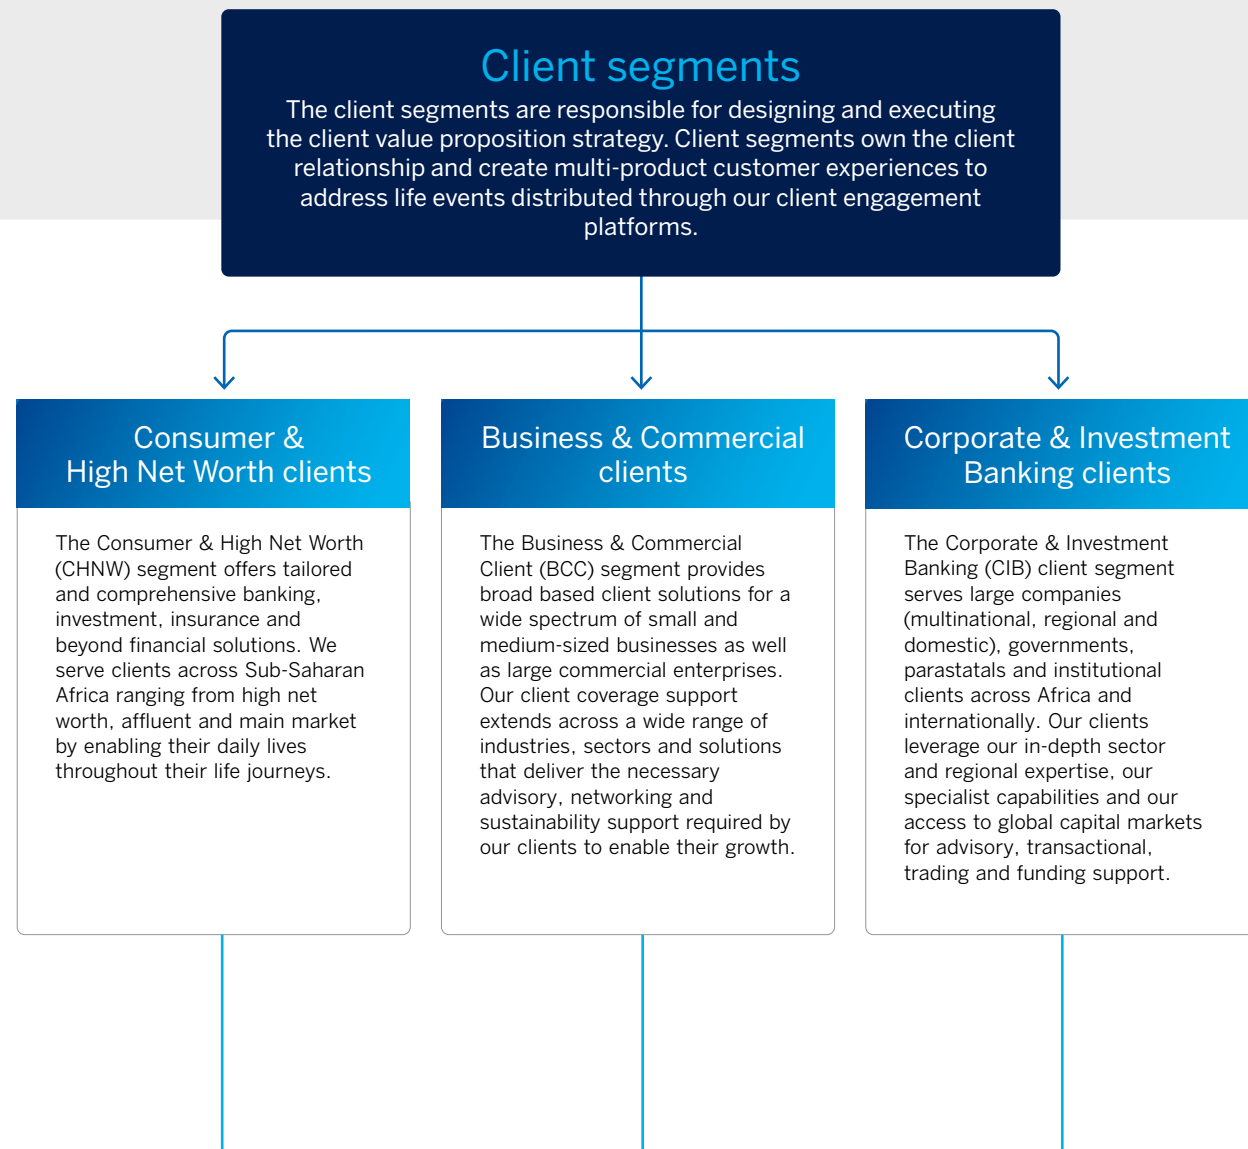 Client segments
The client segments are responsible for designing and executing
the client value proposition strategy. Client segments own the client
relationship and create multi-product customer experiences to
address life events distributed through our client engagement
platforms.
Consumer &
High Net Worth clients
The Consumer & High Net Worth
(CHNW) segment offers tailored
and comprehensive banking,
investment, insurance and
beyond financial solutions. We
serve clients across Sub-Saharan
Africa ranging from high net
worth, affluent and main market
by enabling their daily lives
throughout their life journeys.
Business & Commercial
clients
The Business & Commercial
Client (BCC) segment provides
broad based client solutions for a
wide spectrum of small and
medium-sized businesses as well
as large commercial enterprises.
Our client coverage support
extends across a wide range of
industries, sectors and solutions
that deliver the necessary
advisory, networking and
sustainability support required by
our clients to enable their growth.
Corporate & Investment
Banking clients
The Corporate & Investment
Banking (CIB) client segment
serves large companies
(multinational, regional and
domestic), governments,
parastatals and institutional
clients across Africa and
internationally. Our clients
leverage our in-depth sector
and regional expertise, our
specialist capabilities and our
access to global capital markets
for advisory, transactional,
trading and funding support.